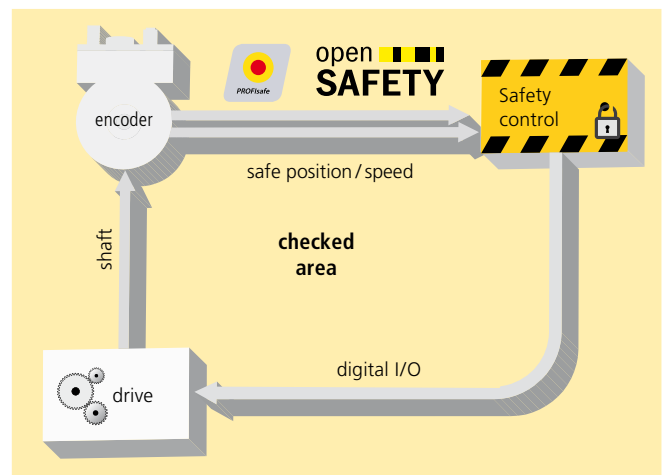 open
SAFETY
PROFIsafe
encoder
Safety
control
safe position / speed
shaft
checked
area
digital I/O
drive